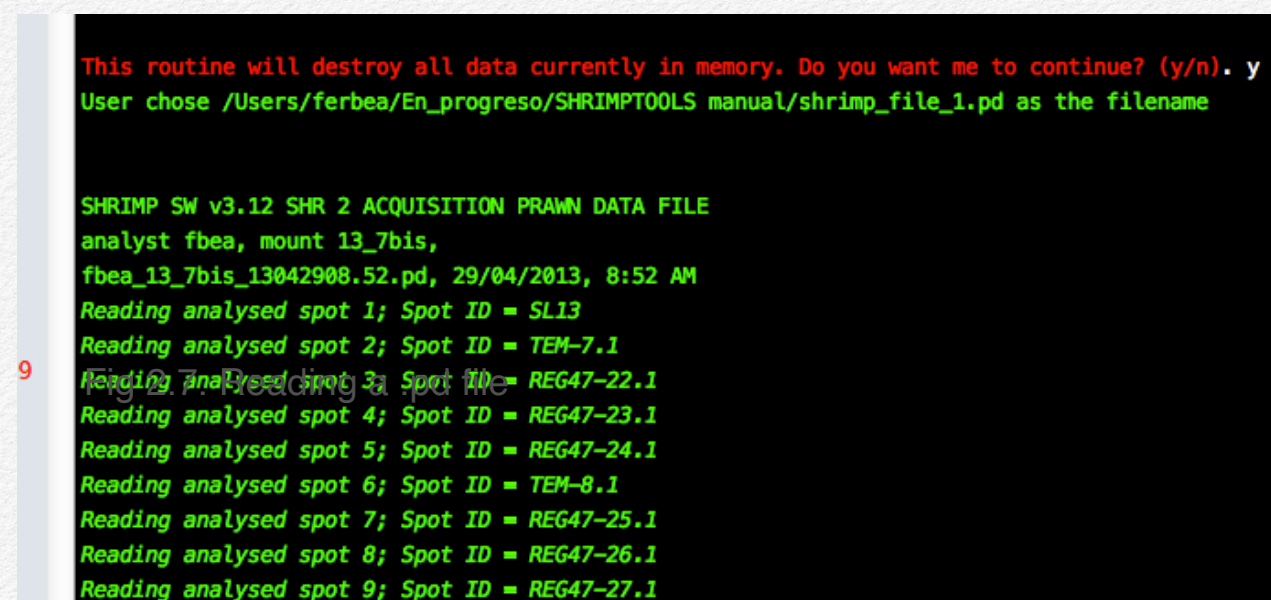 This routine will destroy all data currently in memory. Do you want me to continue? (y/n). y
User chose /Users/ferbea/En_progreso/SHRIMPTOOLS manual/shrimp_file_1.pd as the filename
SHRIMP SW v3.12 SHR 2 ACQUISITION PRAWN DATA FILE
analyst fbea, mount 13_7bis,
fbea_13_7bis_13042908.52.pd, 29/04/2013, 8:52 AM
Reading analysed spot 1; Spot ID = SL13
Reading analysed spot 2; Spot ID = TEM-7.1
9
Reading analysed spot 3; Spot ID = REG47-22.1
Fig 2.7. Reading a .pd file
Reading analysed spot 4; Spot ID = REG47-23.1
Reading analysed spot 5; Spot ID = REG47-24.1
Reading analysed spot 6; Spot ID = TEM-8.1
Reading analysed spot 7; Spot ID = REG47-25.1
Reading analysed spot 8; Spot ID = REG47-26.1
Reading analysed spot 9; Spot ID = REG47-27.1